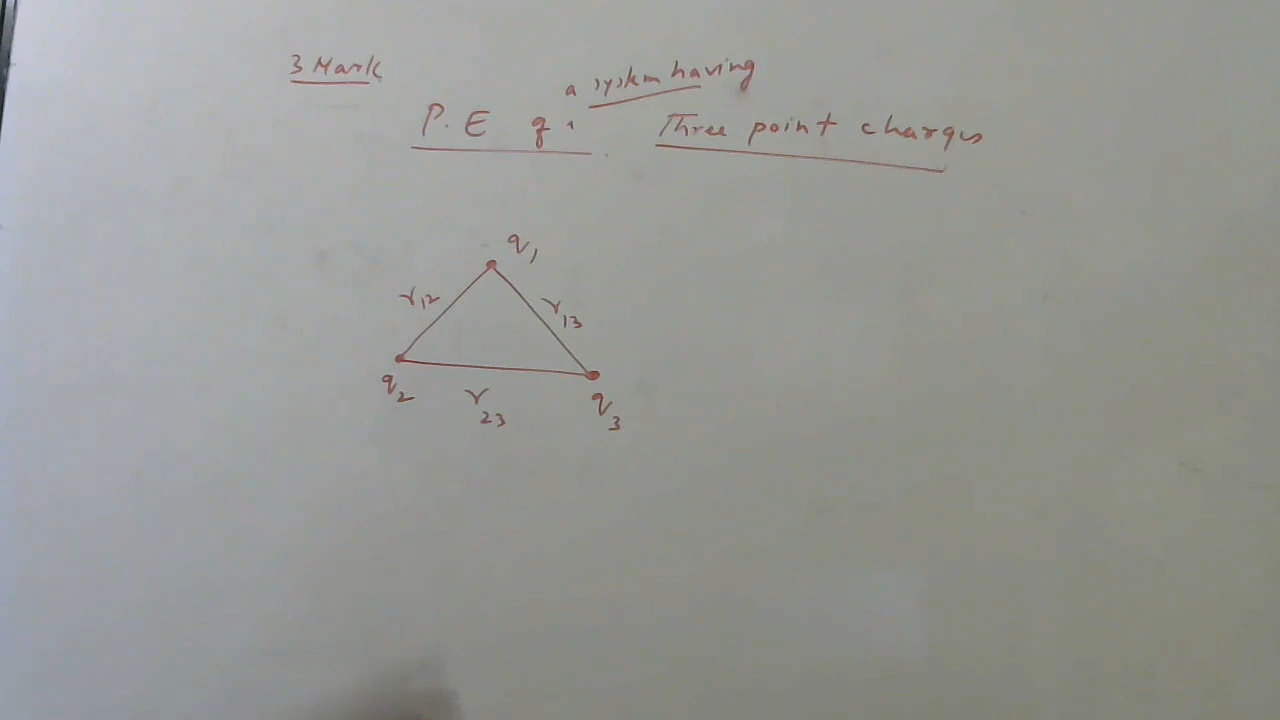 3 Mark
a system having
P.E of Three point charges
q1
r12
r13
q2
r23
q3